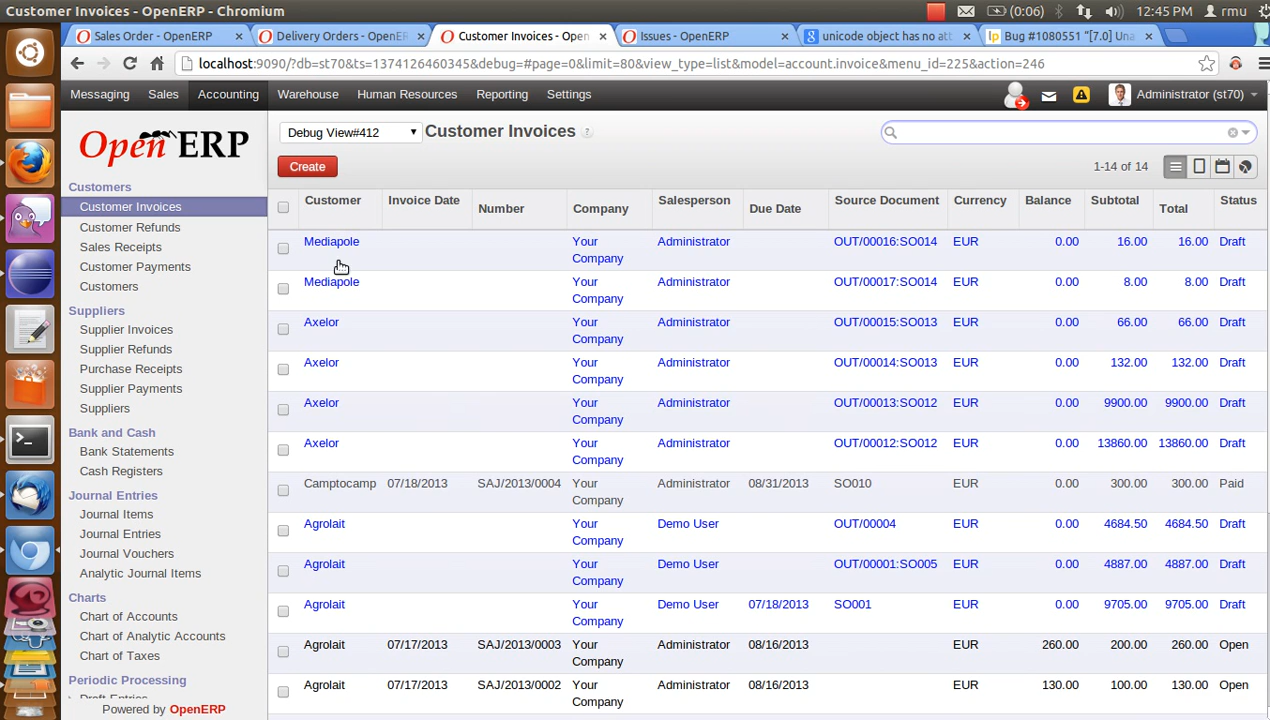 Customer Invoices - OpenERP - Chromium
(0:06)
12:45 PM
rmu
Sales Order - OpenERP
Delivery Orders - OpenE
Customer Invoices - Open
Issues - OpenERP
unicode object has no att
Bug #1080551 "[7.0] Una
localhost:9090/?db=st70&ts=1374126460345&debug=#page=0&limit=80&view_type=list&model=account.invoice&menu_id=225&action=246
Messaging Sales Accounting Warehouse Human Resources Reporting Settings
Administrator (st70)
Open ERP
Customers
Customer Invoices
Customer Refunds
Sales Receipts
Customer Payments
Customers
Suppliers
Supplier Invoices
Supplier Refunds
Purchase Receipts
Supplier Payments
Suppliers
Bank and Cash
Bank Statements
Cash Registers
Journal Entries
Journal Items
Journal Entries
Journal Vouchers
Analytic Journal Items
Charts
Chart of Accounts
Chart of Analytic Accounts
Chart of Taxes
Periodic Processing
Draft Entries
Powered by OpenERP
Debug View#412
Customer Invoices ?
Create
1-14 of 14
Customer Invoice Date Number Company Salesperson Due Date Source Document Currency Balance Subtotal Total Status
Mediapole Your Administrator OUT/00016:SO014 EUR 0.00 16.00 16.00 Draft
Company
Mediapole Your Administrator OUT/00017:SO014 EUR 0.00 8.00 8.00 Draft
Company
Axelor Your Administrator OUT/00015:SO013 EUR 0.00 66.00 66.00 Draft
Company
Axelor Your Administrator OUT/00014:SO013 EUR 0.00 132.00 132.00 Draft
Company
Axelor Your Administrator OUT/00013:SO012 EUR 0.00 9900.00 9900.00 Draft
Company
Axelor Your Administrator OUT/00012:SO012 EUR 0.00 13860.00 13860.00 Draft
Company
Camptocamp 07/18/2013 SAJ/2013/0004 Your Administrator 08/31/2013 SO010 EUR 0.00 300.00 300.00 Paid
Company
Agrolait Your Demo User OUT/00004 EUR 0.00 4684.50 4684.50 Draft
Company
Agrolait Your Demo User OUT/00001:SO005 EUR 0.00 4887.00 4887.00 Draft
Company
Agrolait Your Demo User 07/18/2013 SO001 EUR 0.00 9705.00 9705.00 Draft
Company
Agrolait 07/17/2013 SAJ/2013/0003 Your Administrator 08/16/2013 EUR 260.00 200.00 260.00 Open
Company
Agrolait 07/17/2013 SAJ/2013/0002 Your Administrator 08/16/2013 EUR 130.00 100.00 130.00 Open
Company